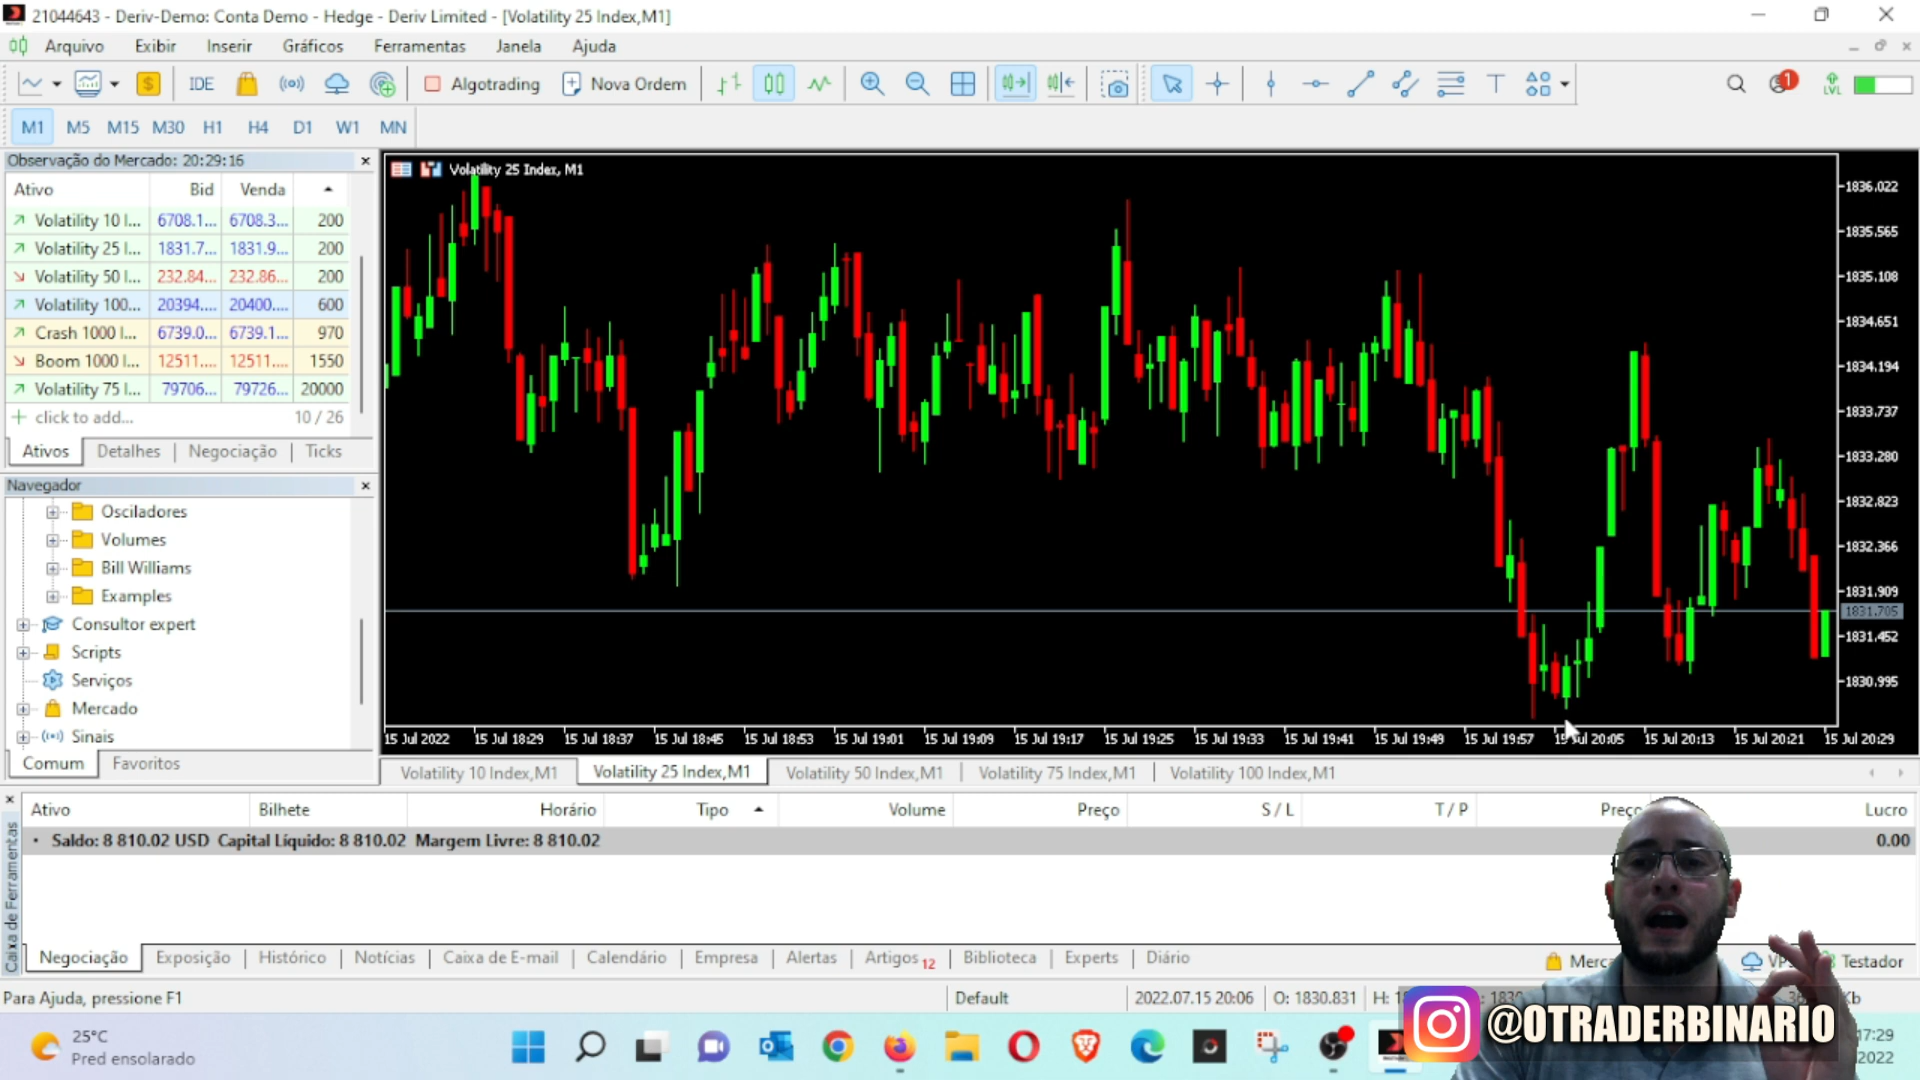 21044643 - Deriv-Demo: Conta Demo - Hedge - Deriv Limited - [Volatility 25 Index,M1]
Arquivo Exibir Inserir Gráficos Ferramentas Janela Ajuda
$ IDE Algotrading Nova Ordem T 1 LVL
M1 M5 M15 M30 H1 H4 D1 W1 MN
Observação do Mercado: 20:29:16
Ativo Bid Venda
Volatility 10 I... 6708.1... 6708.3... 200
Volatility 25 I... 1831.7... 1831.9... 200
Volatility 50 I... 232.84... 232.86... 200
Volatility 100... 20394.... 20400.... 600
Crash 1000 I... 6739.0... 6739.1... 970
Boom 1000 I... 12511.... 12511.... 1550
Volatility 75 I... 79706... 79726... 20000
click to add... 10 / 26
Ativos Detalhes Negociação Ticks
Navegador
Osciladores
Volumes
Bill Williams
Examples
Consultor expert
Scripts
Serviços
Mercado
Sinais
Comum Favoritos
Volatility 25 Index, M1
1836.022
1835.565
1835.108
1834.651
1834.194
1833.737
1833.280
1832.823
1832.366
1831.909
1831.705
1831.452
1830.995
15 Jul 2022 15 Jul 18:29 15 Jul 18:37 15 Jul 18:45 15 Jul 18:53 15 Jul 19:01 15 Jul 19:09 15 Jul 19:17 15 Jul 19:25 15 Jul 19:33 15 Jul 19:41 15 Jul 19:49 15 Jul 19:57 15 Jul 20:05 15 Jul 20:13 15 Jul 20:21 15 Jul 20:29
Volatility 10 Index,M1 Volatility 25 Index,M1 Volatility 50 Index,M1 Volatility 75 Index,M1 Volatility 100 Index,M1
Caixa de Ferramentas
Ativo Bilhete Horário Tipo Volume Preço S / L T / P Preço Lucro
Saldo: 8 810.02 USD Capital Líquido: 8 810.02 Margem Livre: 8 810.02 0.00
Negociação Exposição Histórico Notícias Caixa de E-mail Calendário Empresa Alertas Artigos 12 Biblioteca Experts Diário Testador
Para Ajuda, pressione F1 Default 2022.07.15 20:06 O: 1830.831
25°C
Pred ensolarado
@OTRADERBINARIO
17:29
2022